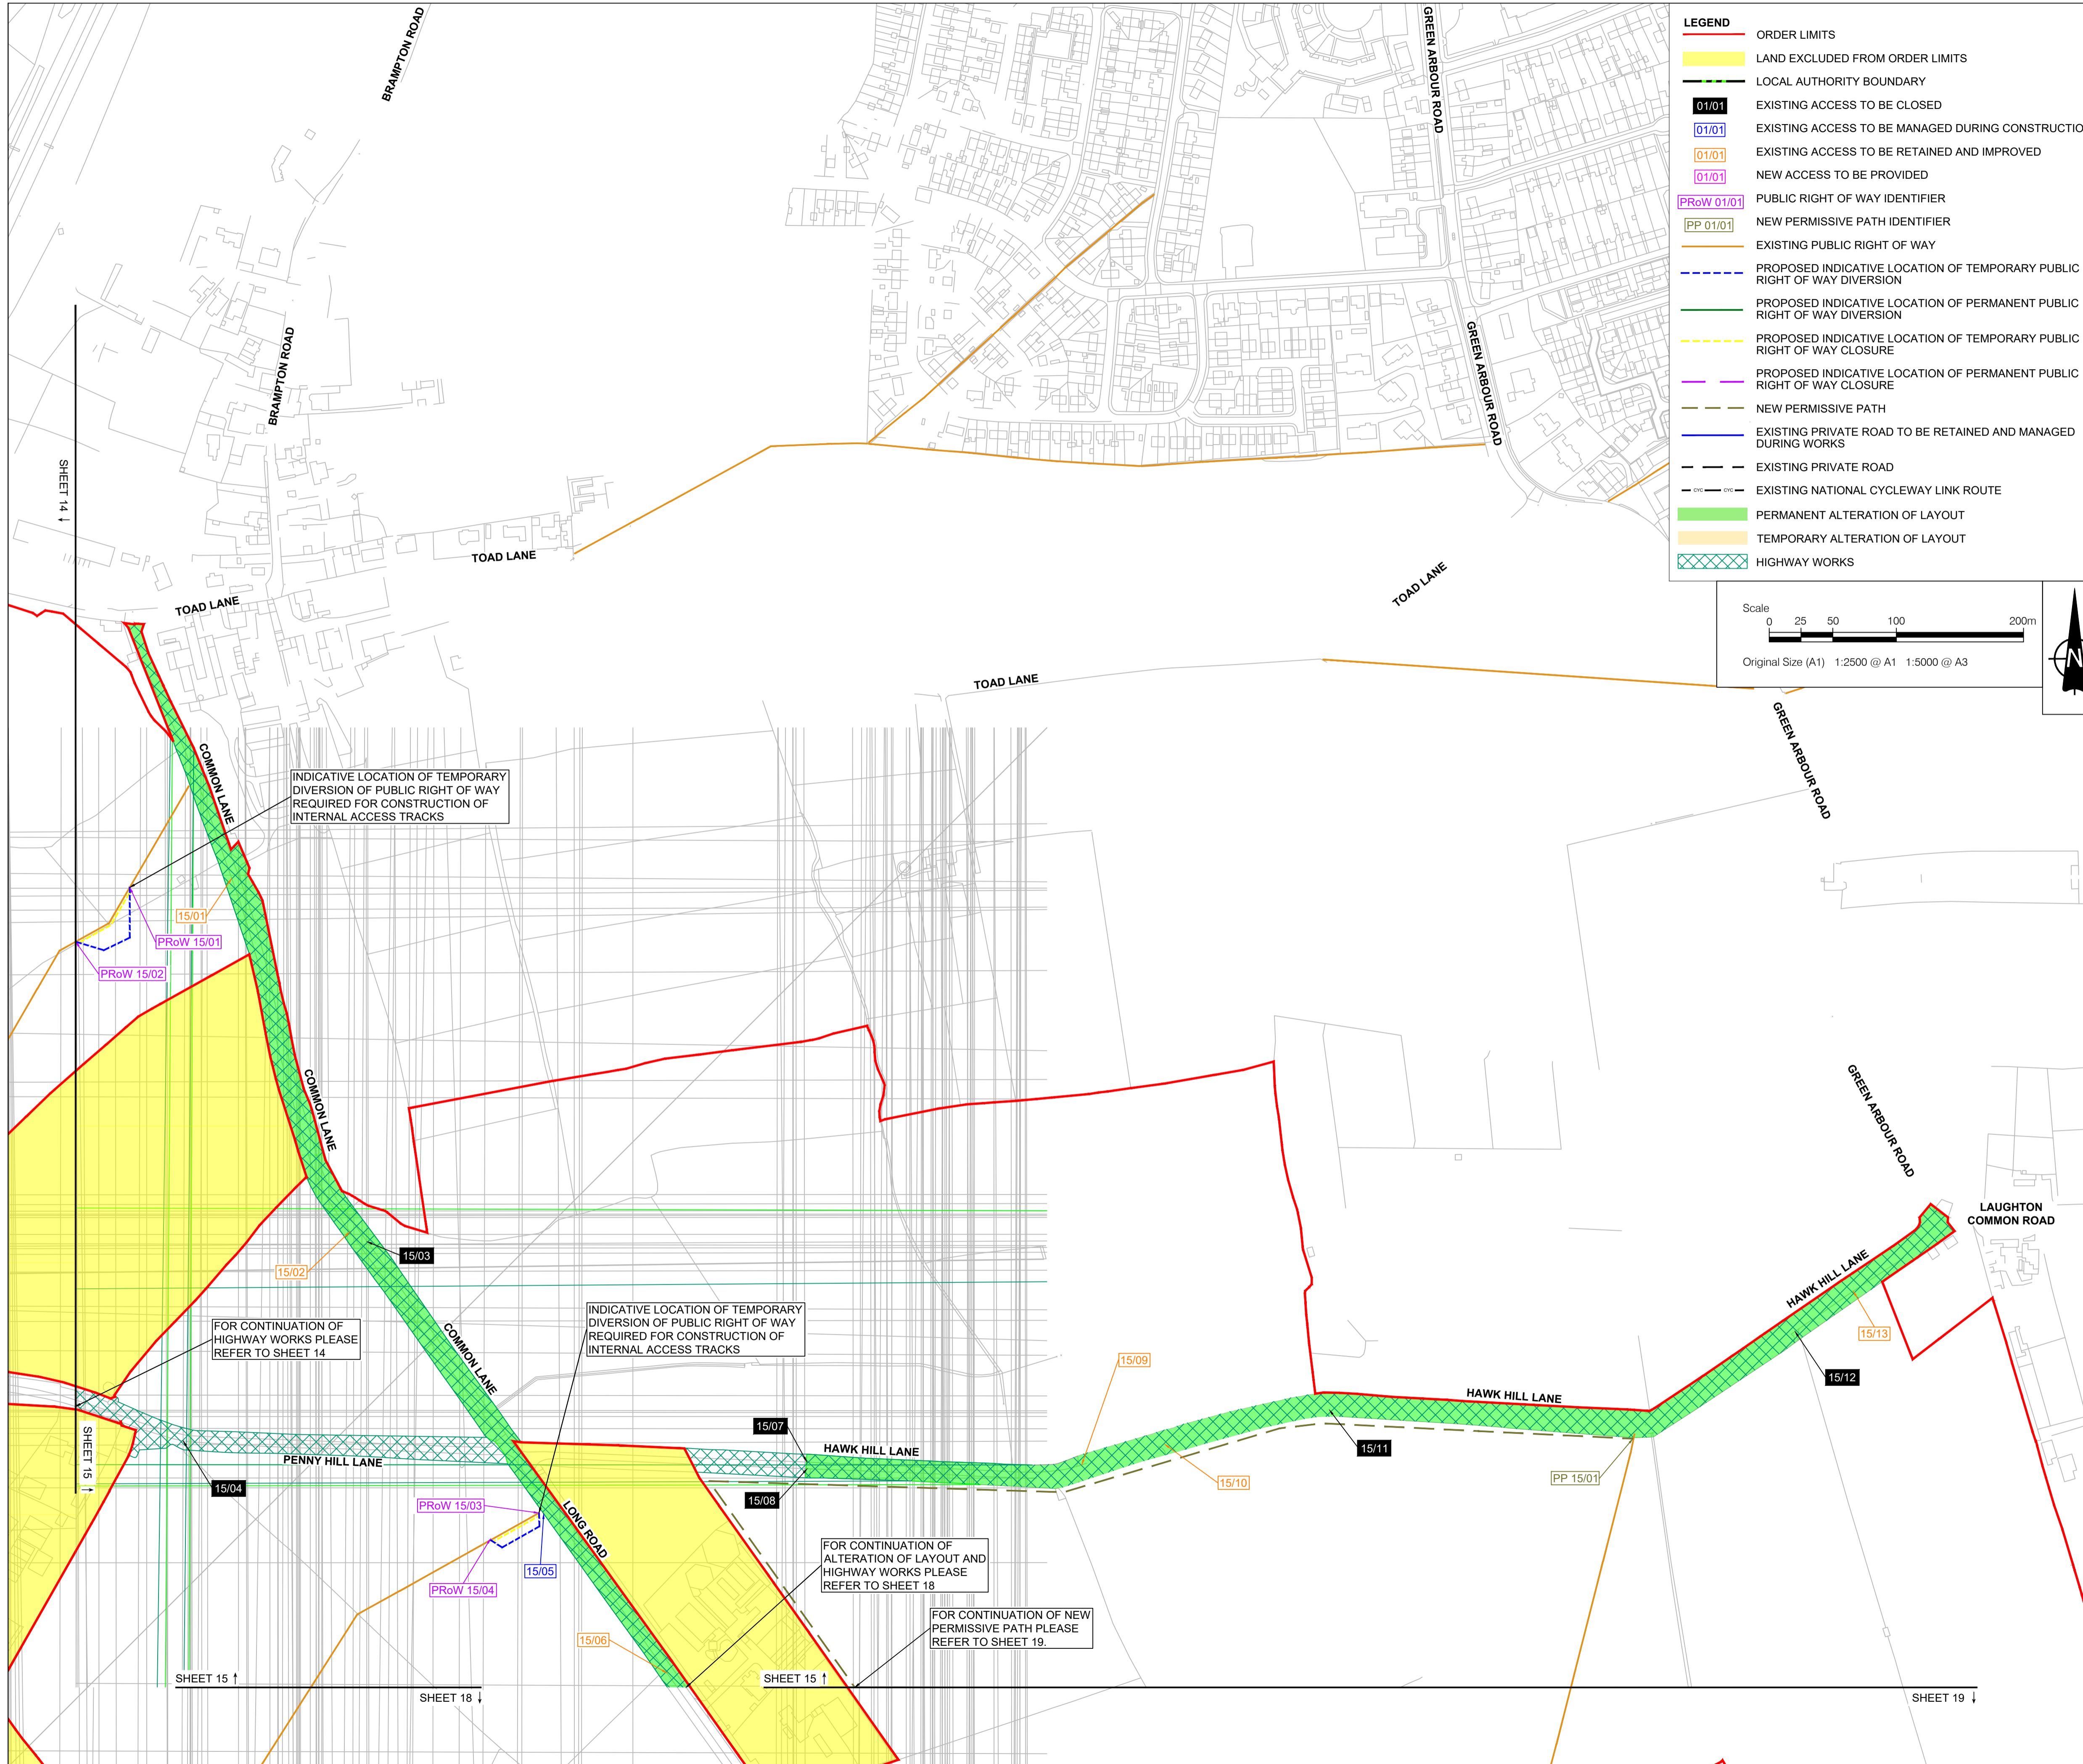 BRAMPTON ROAD
GREEN ARBOUR ROAD
GREEN ARBOUR ROAD
BRAMPTON ROAD
GREEN ARBOUR ROAD
LEGEND
ORDER LIMITS
LAND EXCLUDED FROM ORDER LIMITS
LOCAL AUTHORITY BOUNDARY
01/01
EXISTING ACCESS TO BE CLOSED
01/01
EXISTING ACCESS TO BE MANAGED DURING CONSTRUCTIO
01/01
EXISTING ACCESS TO BE RETAINED AND IMPROVED
01/01
NEW ACCESS TO BE PROVIDED
PRoW 01/01
PUBLIC RIGHT OF WAY IDENTIFIER
PP 01/01
NEW PERMISSIVE PATH IDENTIFIER
EXISTING PUBLIC RIGHT OF WAY
PROPOSED INDICATIVE LOCATION OF TEMPORARY PUBLIC
RIGHT OF WAY DIVERSION
PROPOSED INDICATIVE LOCATION OF PERMANENT PUBLIC
RIGHT OF WAY DIVERSION
PROPOSED INDICATIVE LOCATION OF TEMPORARY PUBLIC
RIGHT OF WAY CLOSURE
PROPOSED INDICATIVE LOCATION OF PERMANENT PUBLIC
RIGHT OF WAY CLOSURE
NEW PERMISSIVE PATH
EXISTING PRIVATE ROAD TO BE RETAINED AND MANAGED
DURING WORKS
EXISTING PRIVATE ROAD
CYC CYC
EXISTING NATIONAL CYCLEWAY LINK ROUTE
PERMANENT ALTERATION OF LAYOUT
TEMPORARY ALTERATION OF LAYOUT
HIGHWAY WORKS
Scale
0 25 50 100 200m
Original Size (A1) 1:2500 @ A1 1:5000 @ A3
N
SHEET 14 ↓
TOAD LANE
TOAD LANE
TOAD LANE
TOAD LANE
COMMON LANE
INDICATIVE LOCATION OF TEMPORARY
DIVERSION OF PUBLIC RIGHT OF WAY
REQUIRED FOR CONSTRUCTION OF
INTERNAL ACCESS TRACKS
GREEN ARBOUR ROAD
15/01
PRoW 15/01
PRoW 15/02
COMMON LANE
GREEN ARBOUR ROAD
LAUGHTON
COMMON ROAD
15/03
15/02
HAWK HILL LANE
15/13
FOR CONTINUATION OF
HIGHWAY WORKS PLEASE
REFER TO SHEET 14
COMMON LANE
INDICATIVE LOCATION OF TEMPORARY
DIVERSION OF PUBLIC RIGHT OF WAY
REQUIRED FOR CONSTRUCTION OF
INTERNAL ACCESS TRACKS
15/09
15/12
HAWK HILL LANE
15/07
HAWK HILL LANE
15/11
SHEET 15 ↓
PENNY HILL LANE
15/04
15/10
PP 15/01
15/08
PRoW 15/03
LONG ROAD
15/05
PRoW 15/04
FOR CONTINUATION OF
ALTERATION OF LAYOUT AND
HIGHWAY WORKS PLEASE
REFER TO SHEET 18
15/06
FOR CONTINUATION OF NEW
PERMISSIVE PATH PLEASE
REFER TO SHEET 19.
SHEET 15 ↑
SHEET 18 ↓
SHEET 15 ↑
SHEET 19 ↓